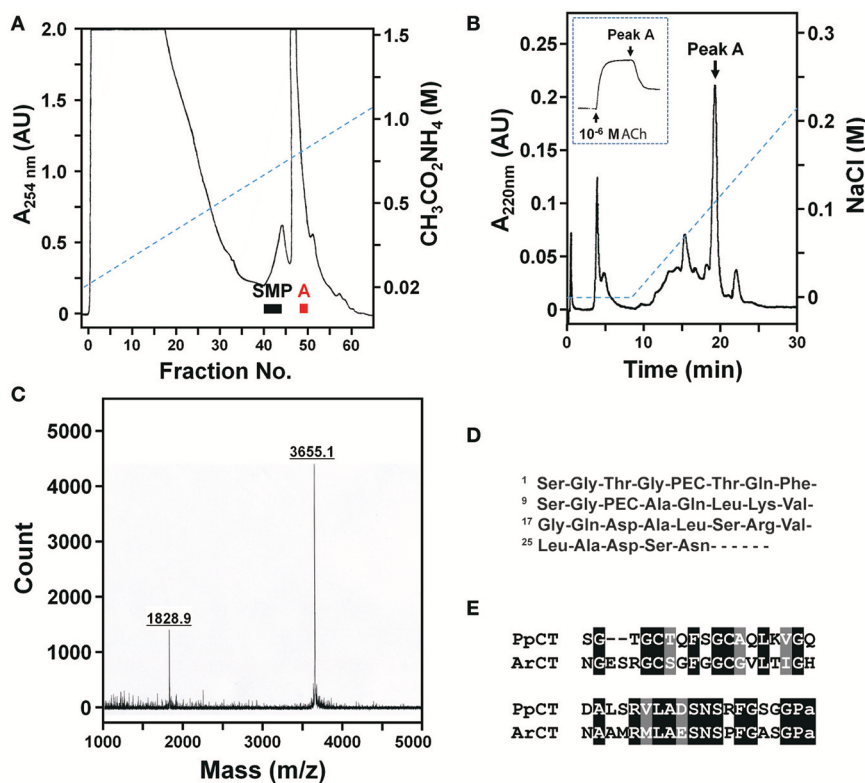 A
2.0
1.5
1.0
0.5
0.0
A254 nm (AU)
1.5
1.0
0.5
0.02
CH3CO2NH4 (M)
SMP A
0 10 20 30 40 50 60
Fraction No.
B
0.25
0.2
0.15
0.1
0.05
0
A220nm (AU)
Peak A
10-6 M ACh
Peak A
0.3
0.2
0.1
0
NaCl (M)
0 10 20 30
Time (min)
C
5000
4000
3000
2000
1000
0
Count
3655.1
1828.9
1000 2000 3000 4000 5000
Mass (m/z)
D
1 Ser-Gly-Thr-Gly-PEC-Thr-Gln-Phe-
9 Ser-Gly-PEC-Ala-Gln-Leu-Lys-Val-
17 Gly-Gln-Asp-Ala-Leu-Ser-Arg-Val-
25 Leu-Ala-Asp-Ser-Asn- - - - - -
E
PpCT SG--TGCTQFSGCAQLKVGQ
ArCT NGESRGCSGFGGCGVLTIGH
PpCT DALSRVLADSNSRFGSGGPa
ArCT NAAMRMLAESNSPFGASGPa